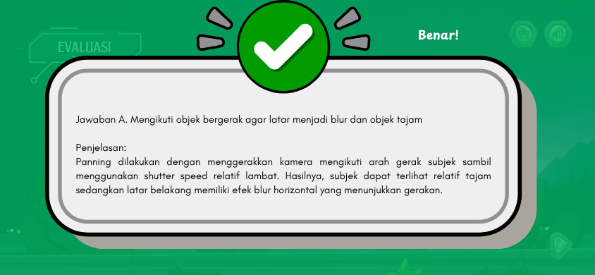 Benar!
EVALUASI
Jawaban A. Mengikuti objek bergerak agar latar menjadi blur dan objek tajam
Penjelasan:
Panning dilakukan dengan menggerakkan kamera mengikuti arah gerak subjek sambil
menggunakan shutter speed relatif lambat. Hasilnya, subjek dapat terlihat relatif tajam
sedangkan latar belakang memiliki efek blur horizontal yang menunjukkan gerakan.